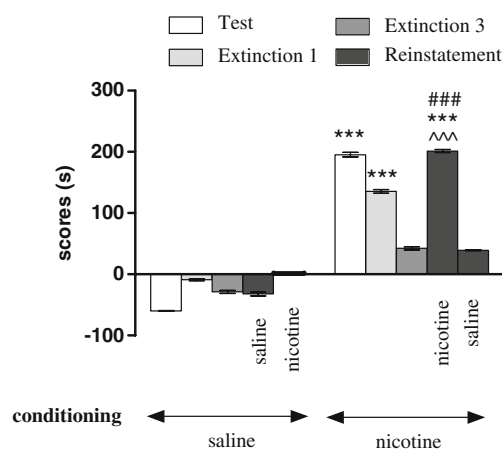 Test
Extinction 3
Extinction 1
Reinstatement
300
200
100
0
-100
scores (s)
***
***
###
***
^^^
saline
nicotine
nicotine
saline
conditioning
saline
nicotine